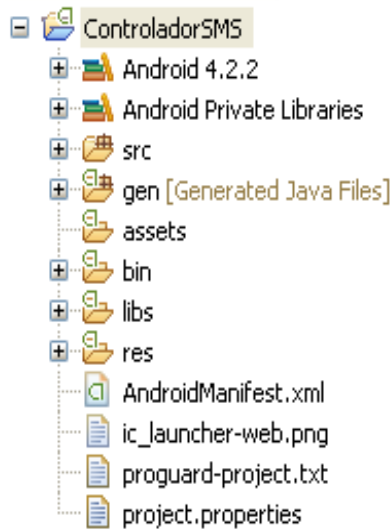 ControladorSMS
Android 4.2.2
Android Private Libraries
src
gen [Generated Java Files]
assets
bin
libs
res
AndroidManifest.xml
ic_launcher-web.png
proguard-project.txt
project.properties